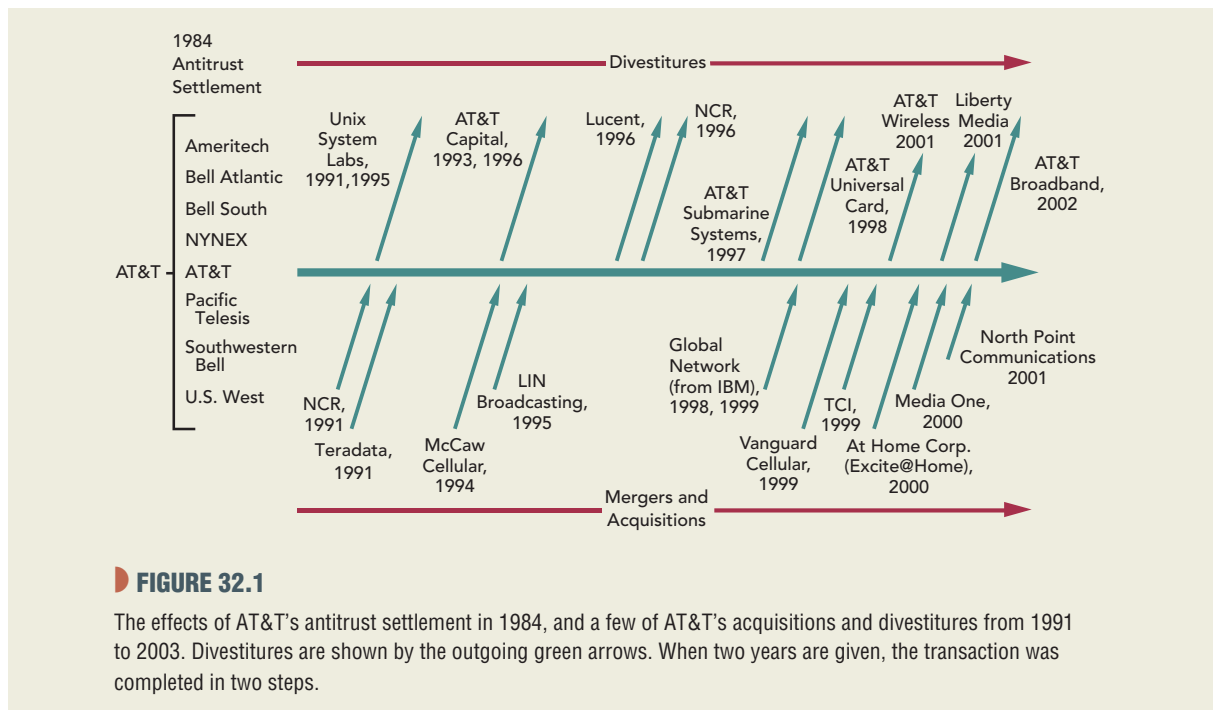 1984
Antitrust
Settlement
Divestitures
Unix
System
Labs,
1991,1995
AT&T
Capital,
1993, 1996
Lucent,
1996
NCR,
1996
AT&T
Submarine
Systems,
1997
AT&T
Universal
Card,
1998
AT&T
Wireless
2001
Liberty
Media
2001
AT&T
Broadband,
2002
AT&T
Ameritech
Bell Atlantic
Bell South
NYNEX
AT&T
Pacific
Telesis
Southwestern
Bell
U.S. West
NCR,
1991
Teradata,
1991
McCaw
Cellular,
1994
LIN
Broadcasting,
1995
Global
Network
(from IBM),
1998, 1999
Vanguard
Cellular,
1999
TCI,
1999
At Home Corp.
(Excite@Home),
2000
Media One,
2000
North Point
Communications
2001
Mergers and
Acquisitions
FIGURE 32.1
The effects of AT&T’s antitrust settlement in 1984, and a few of AT&T’s acquisitions and divestitures from 1991
to 2003. Divestitures are shown by the outgoing green arrows. When two years are given, the transaction was
completed in two steps.